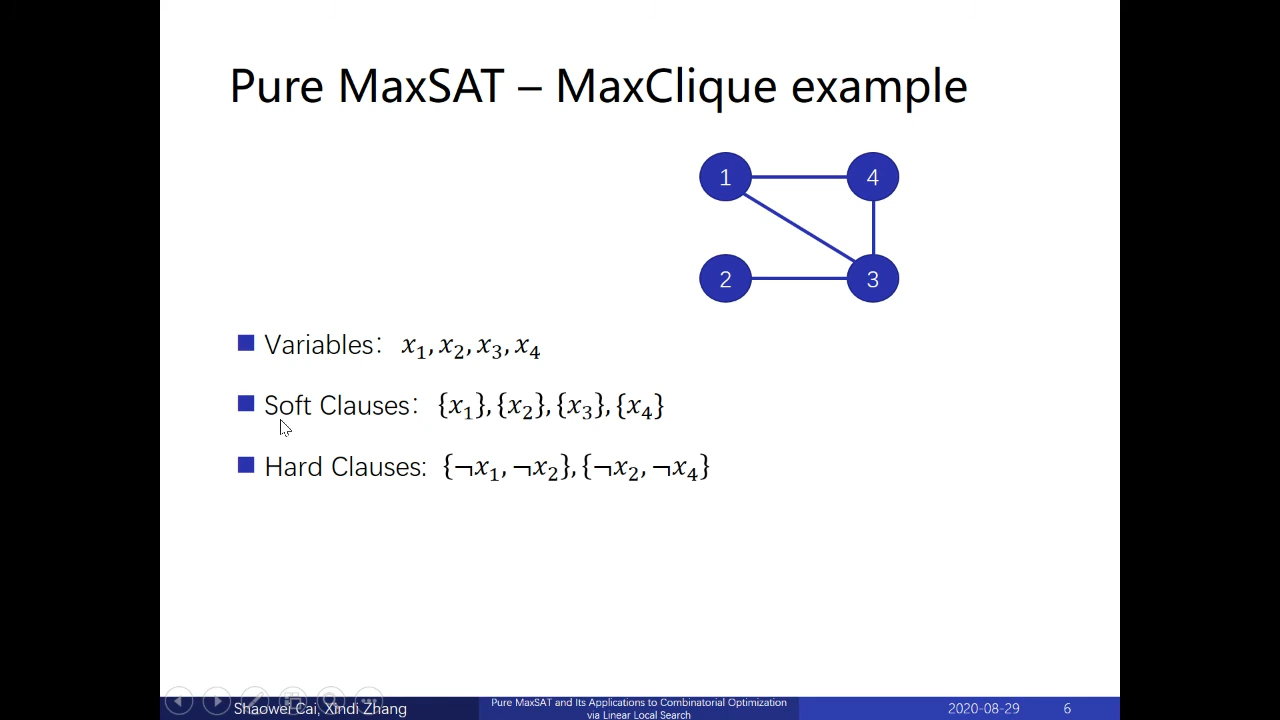 Pure MaxSAT – MaxClique example
1
4
2
3
Variables： x₁, x₂, x₃, x₄
Soft Clauses： {x₁}, {x₂}, {x₃}, {x₄}
Hard Clauses: {¬x₁, ¬x₂}, {¬x₂, ¬x₄}
Shaowei Cai, Xindi Zhang
Pure MaxSAT and Its Applications to Combinatorial Optimization
via Linear Local Search
2020-08-29
6